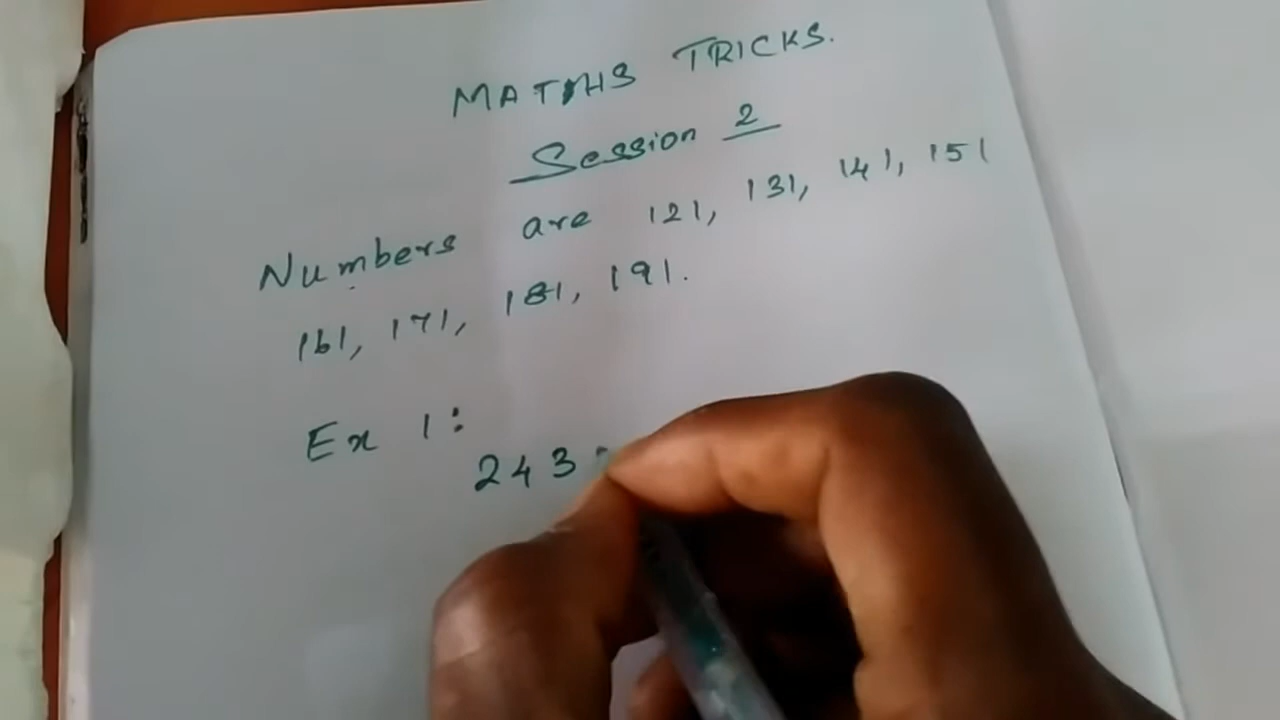 MATHS TRICKS.
Session 2
Numbers are 121, 131, 141, 151
161, 171, 181, 191.
Ex 1:
243